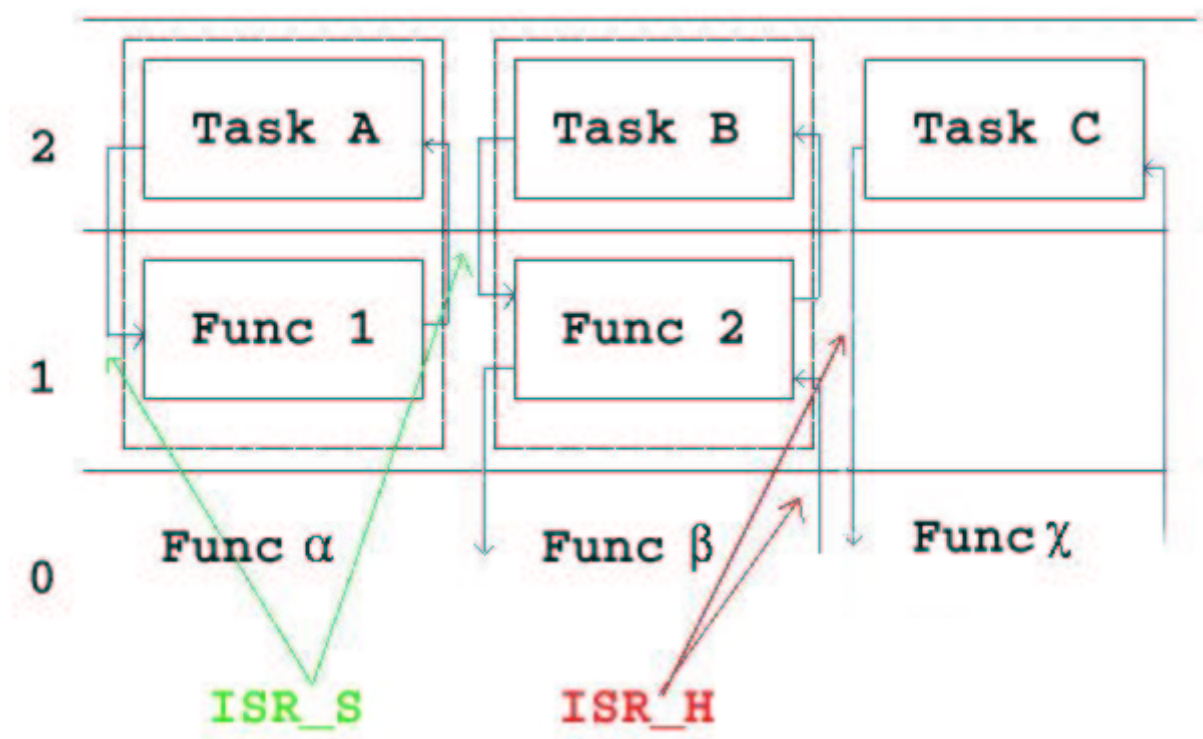 2
Task A
Task B
Task C
1
Func 1
Func 2
0
Func α
Func β
Func χ
ISR_S
ISR_H